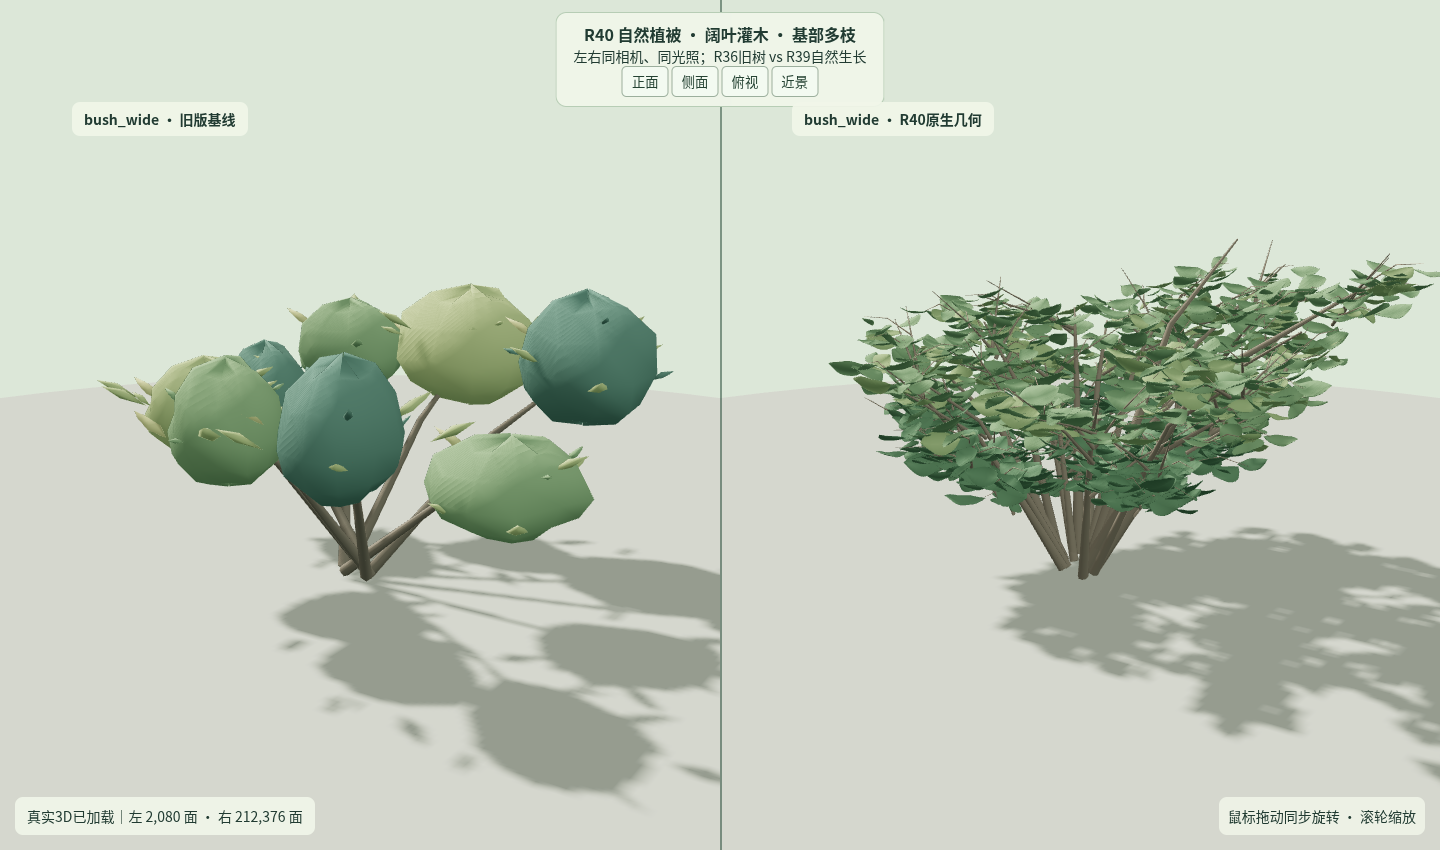 R40 自然植被 · 阔叶灌木 · 基部多枝
左右同相机、同光照；R36旧树 vs R39自然生长
正面 侧面 俯视 近景
bush_wide · 旧版基线
bush_wide · R40原生几何
真实3D已加载｜左 2,080 面 · 右 212,376 面
鼠标拖动同步旋转 · 滚轮缩放